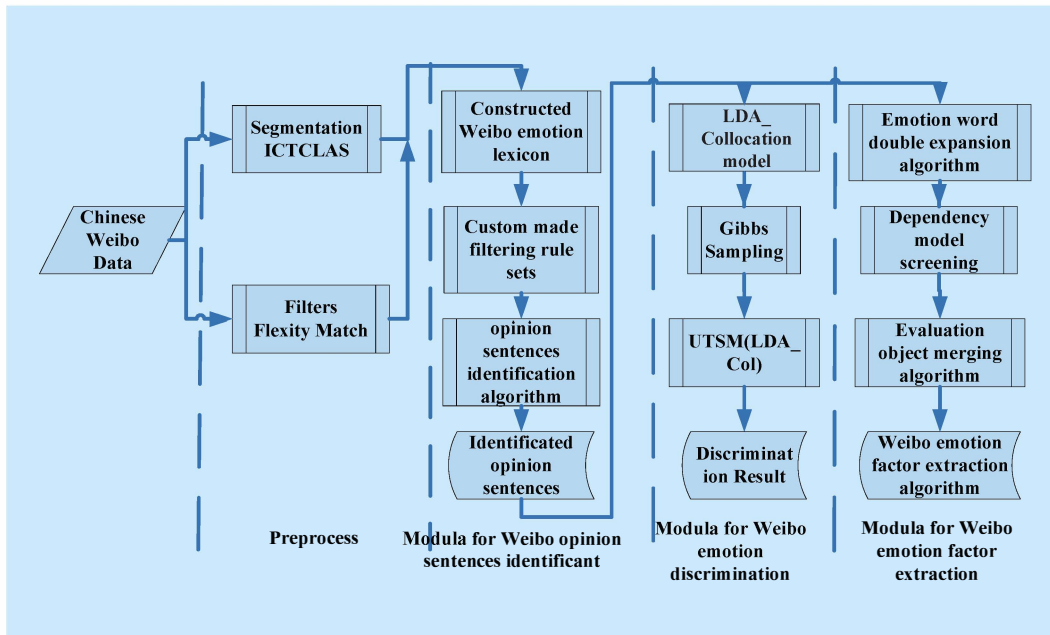 Chinese
Weibo
Data
Segmentation
ICTCLAS
Filters
Flexity Match
Preprocess
Constructed
Weibo emotion
lexicon
Custom made
filtering rule
sets
opinion
sentences
identification
algorithm
Identificated
opinion
sentences
Modula for Weibo opinion
sentences identificant
LDA_
Collocation
model
Gibbs
Sampling
UTSM(LDA_
Col)
Discriminat
ion Result
Modula for Weibo
emotion
discrimination
Emotion word
double expansion
algorithm
Dependency
model
screening
Evaluation
object merging
algorithm
Weibo emotion
factor extraction
algorithm
Modula for Weibo
emotion factor
extraction